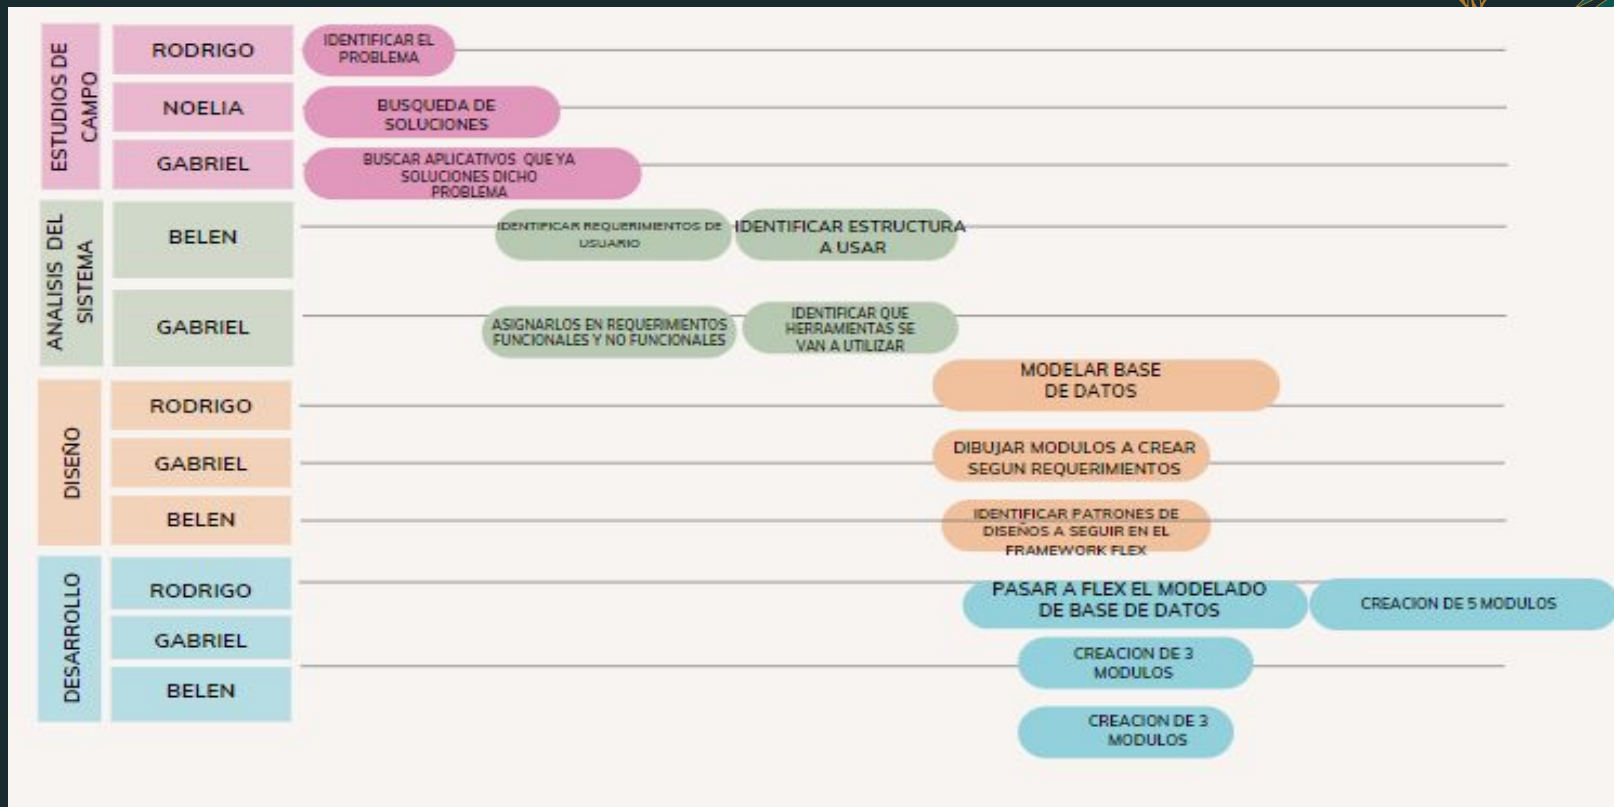 ESTUDIOS DE
CAMPO
RODRIGO
IDENTIFICAR EL
PROBLEMA
NOELIA
BUSQUEDA DE
SOLUCIONES
GABRIEL
BUSCAR APLICATIVOS QUE YA
SOLUCIONES DICHO
PROBLEMA
ANALISIS DEL
SISTEMA
BELEN
IDENTIFICAR REQUERIMIENTOS DE
USUARIO
IDENTIFICAR ESTRUCTURA
A USAR
GABRIEL
ASIGNARLOS EN REQUERIMIENTOS
FUNCIONALES Y NO FUNCIONALES
IDENTIFICAR QUE
HERRAMIENTAS SE
VAN A UTILIZAR
DISEÑO
RODRIGO
MODELAR BASE
DE DATOS
GABRIEL
DIBUJAR MODULOS A CREAR
SEGUN REQUERIMIENTOS
BELEN
IDENTIFICAR PATRONES DE
DISEÑOS A SEGUIR EN EL
FRAMEWORK FLEX
DESARROLLO
RODRIGO
PASAR A FLEX EL MODELADO
DE BASE DE DATOS
CREACION DE 5 MODULOS
GABRIEL
CREACION DE 3
MODULOS
BELEN
CREACION DE 3
MODULOS